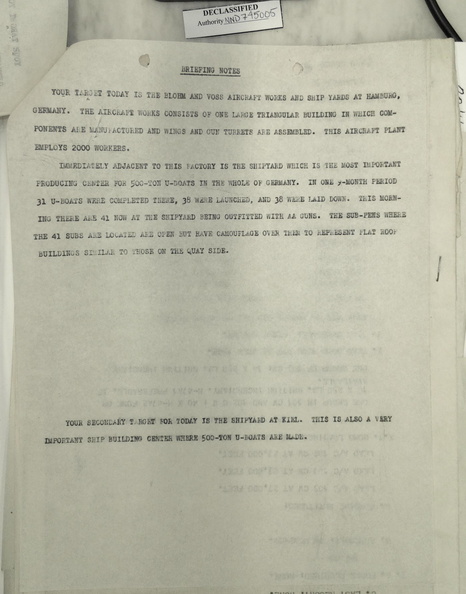 DECLASSIFIED
Authority NND745005
BRIEFING NOTES
YOUR TARGET TODAY IS THE BLOHM AND VOSS AIRCRAFT WORKS AND SHIP YARDS AT HAMBURG,
GERMANY. THE AIRCRAFT WORKS CONSISTS OF ONE LARGE TRIANGULAR BUILDING IN WHICH COM-
PONENTS ARE MANUFACTURED AND WINGS AND GUN TURRETS ARE ASSEMBLED. THIS AIRCRAFT PLANT
EMPLOYS 2000 WORKERS.
IMMEDIATELY ADJACENT TO THIS FACTORY IS THE SHIPYARD WHICH IS THE MOST IMPORTANT
PRODUCING CENTER FOR 500-TON U-BOATS IN THE WHOLE OF GERMANY. IN ONE 9-MONTH PERIOD
31 U-BOATS WERE COMPLETED THERE, 38 WERE LAUNCHED, AND 38 WERE LAID DOWN. THIS MORN-
ING THERE ARE 41 NOW AT THE SHIPYARD BEING OUTFITTED WITH AA GUNS. THE SUB-PENS WHERE
THE 41 SUBS ARE LOCATED ARE OPEN BUT HAVE CAMOUFLAGE OVER THEM TO REPRESENT FLAT ROOF
BUILDINGS SIMILAR TO THOSE ON THE QUAY SIDE.
YOUR SECONDARY TARGET FOR TODAY IS THE SHIPYARD AT KIEL. THIS IS ALSO A VERY
IMPORTANT SHIP BUILDING CENTER WHERE 500-TON U-BOATS ARE MADE.